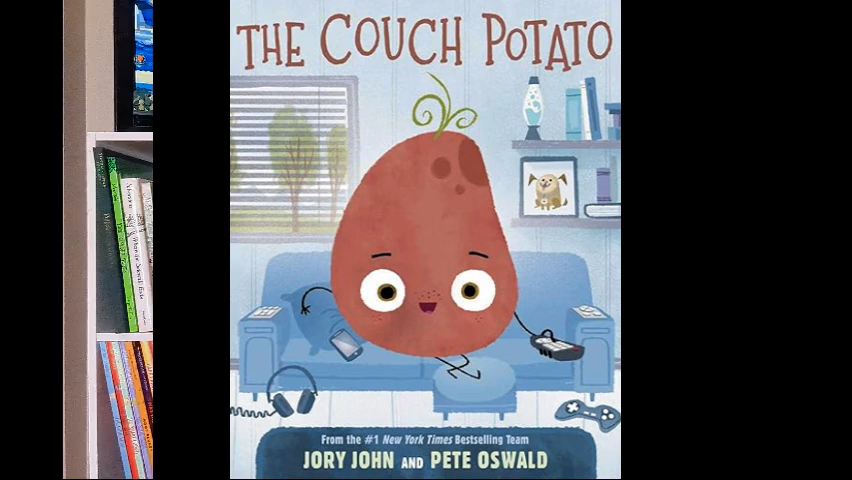 THE COUCH POTATO
From the #1 New York Times Bestselling Team
JORY JOHN AND PETE OSWALD